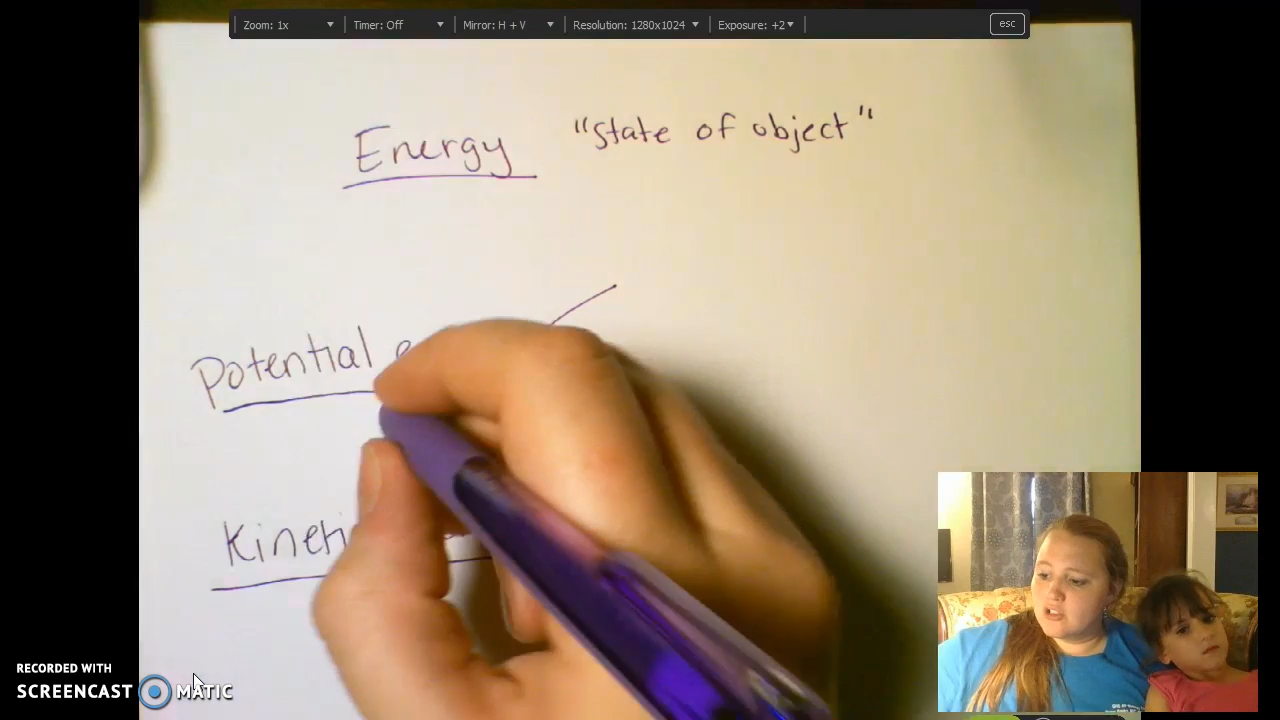 Zoom: 1x Timer: Off Mirror: H + V Resolution: 1280x1024 Exposure: +2 esc
Energy "state of object"
Potential
RECORDED WITH
SCREENCAST MATIC